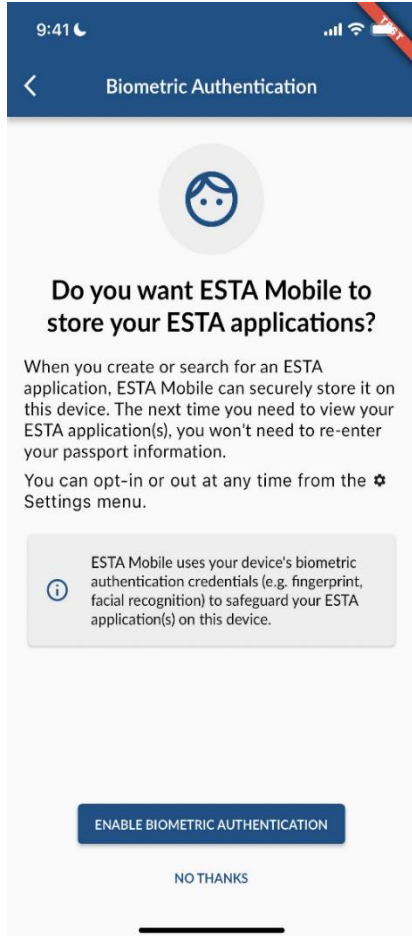 9:41
TEST
Biometric Authentication
Do you want ESTA Mobile to
store your ESTA applications?
When you create or search for an ESTA
application, ESTA Mobile can securely store it on
this device. The next time you need to view your
ESTA application(s), you won't need to re-enter
your passport information.
You can opt-in or out at any time from the
Settings menu.
ESTA Mobile uses your device's biometric
authentication credentials (e.g. fingerprint,
facial recognition) to safeguard your ESTA
application(s) on this device.
ENABLE BIOMETRIC AUTHENTICATION
NO THANKS